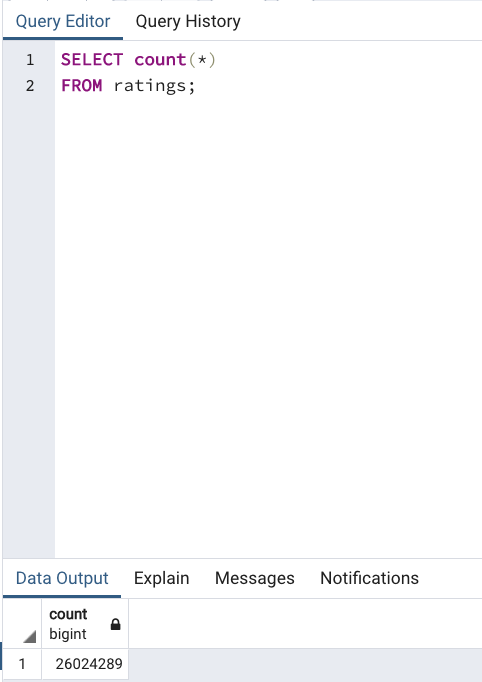 Query Editor Query History
1 SELECT count(*)
2 FROM ratings;
Data Output Explain Messages Notifications
count
bigint
1 26024289